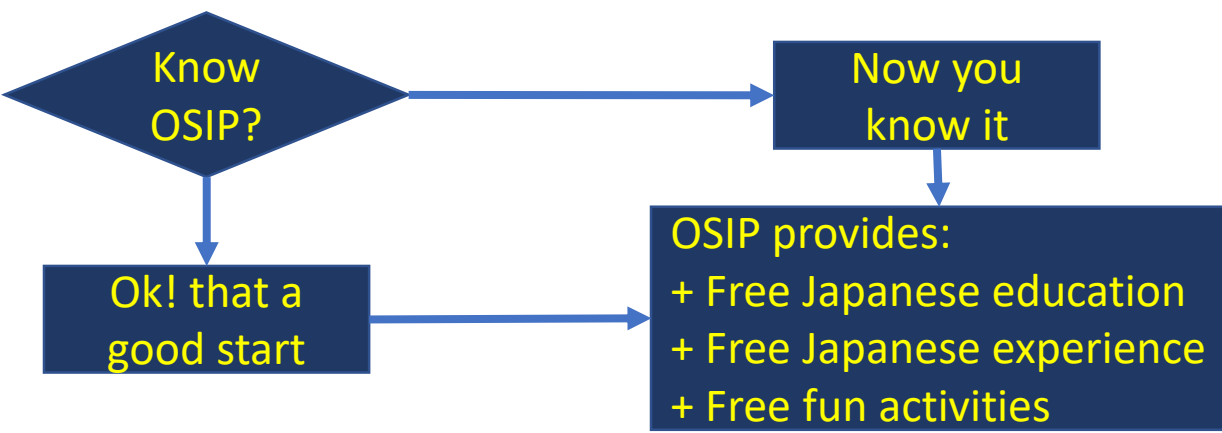 Know
OSIP?
Now you
know it
Ok! that a
good start
OSIP provides:
+ Free Japanese education
+ Free Japanese experience
+ Free fun activities